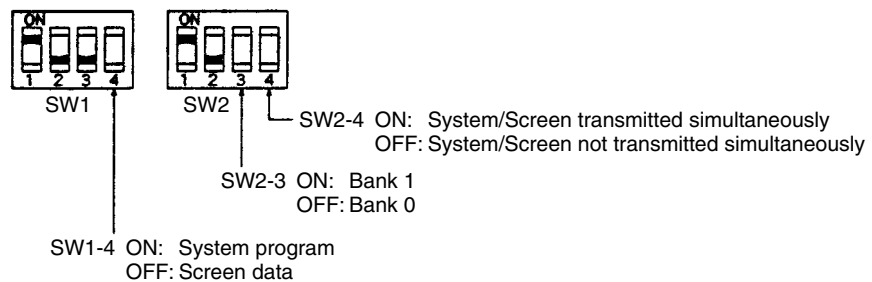 ON ON
1 2 3 4 1 2 3 4
SW1 SW2
SW2-4 ON: System/Screen transmitted simultaneously
OFF: System/Screen not transmitted simultaneously
SW2-3 ON: Bank 1
OFF: Bank 0
SW1-4 ON: System program
OFF: Screen data